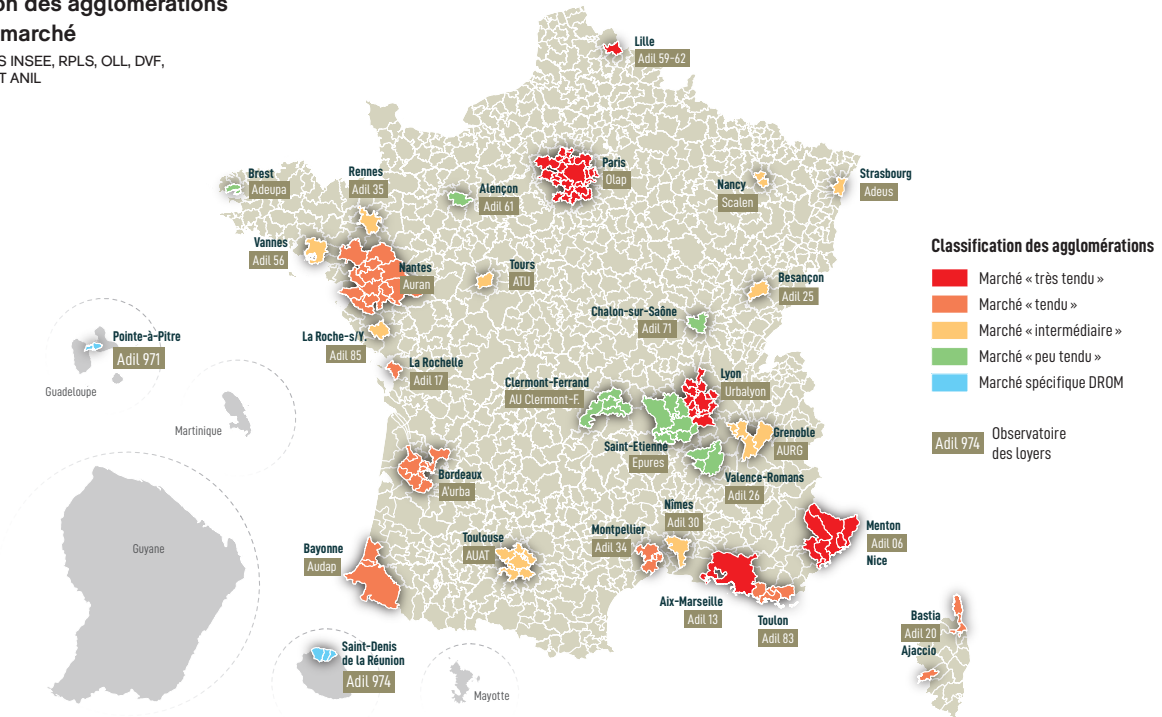 on des agglomérations
marché
S INSEE, RPLS, OLL, DVF,
T ANIL
Lille
Adil 59-62
Paris
Olap
Brest
Adeupa
Rennes
Adil 35
Alençon
Adil 61
Nancy
Scalen
Strasbourg
Adeus
Vannes
Adil 56
Nantes
Auran
Tours
ATU
Besançon
Adil 25
Chalon-sur-Saône
Adil 71
La Roche-s/Y.
Adil 85
La Rochelle
Adil 17
Clermont-Ferrand
AU Clermont-F.
Lyon
Urbalyon
Saint-Etienne
Epures
Grenoble
AURG
Valence-Romans
Adil 26
Bordeaux
A'urba
Nîmes
Adil 30
Montpellier
Adil 34
Toulouse
AUAT
Bayonne
Audap
Menton
Adil 06
Nice
Aix-Marseille
Adil 13
Toulon
Adil 83
Bastia
Adil 20
Ajaccio
Pointe-à-Pitre
Adil 971
Guadeloupe
Martinique
Guyane
Saint-Denis
de la Réunion
Adil 974
Mayotte
Classification des agglomérations
Marché « très tendu »
Marché « tendu »
Marché « intermédiaire »
Marché « peu tendu »
Marché spécifique DROM
Adil 974
Observatoire
des loyers